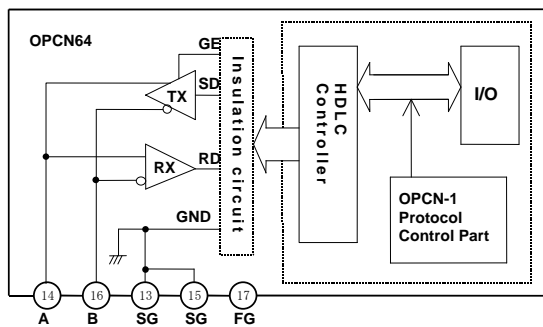 OPCN64
GE
SD
TX
RX
RD
GND
Insulation circuit
HDLC
Controller
I/O
OPCN-1
Protocol
Control Part
14 16 13 15 17
A B SG SG FG